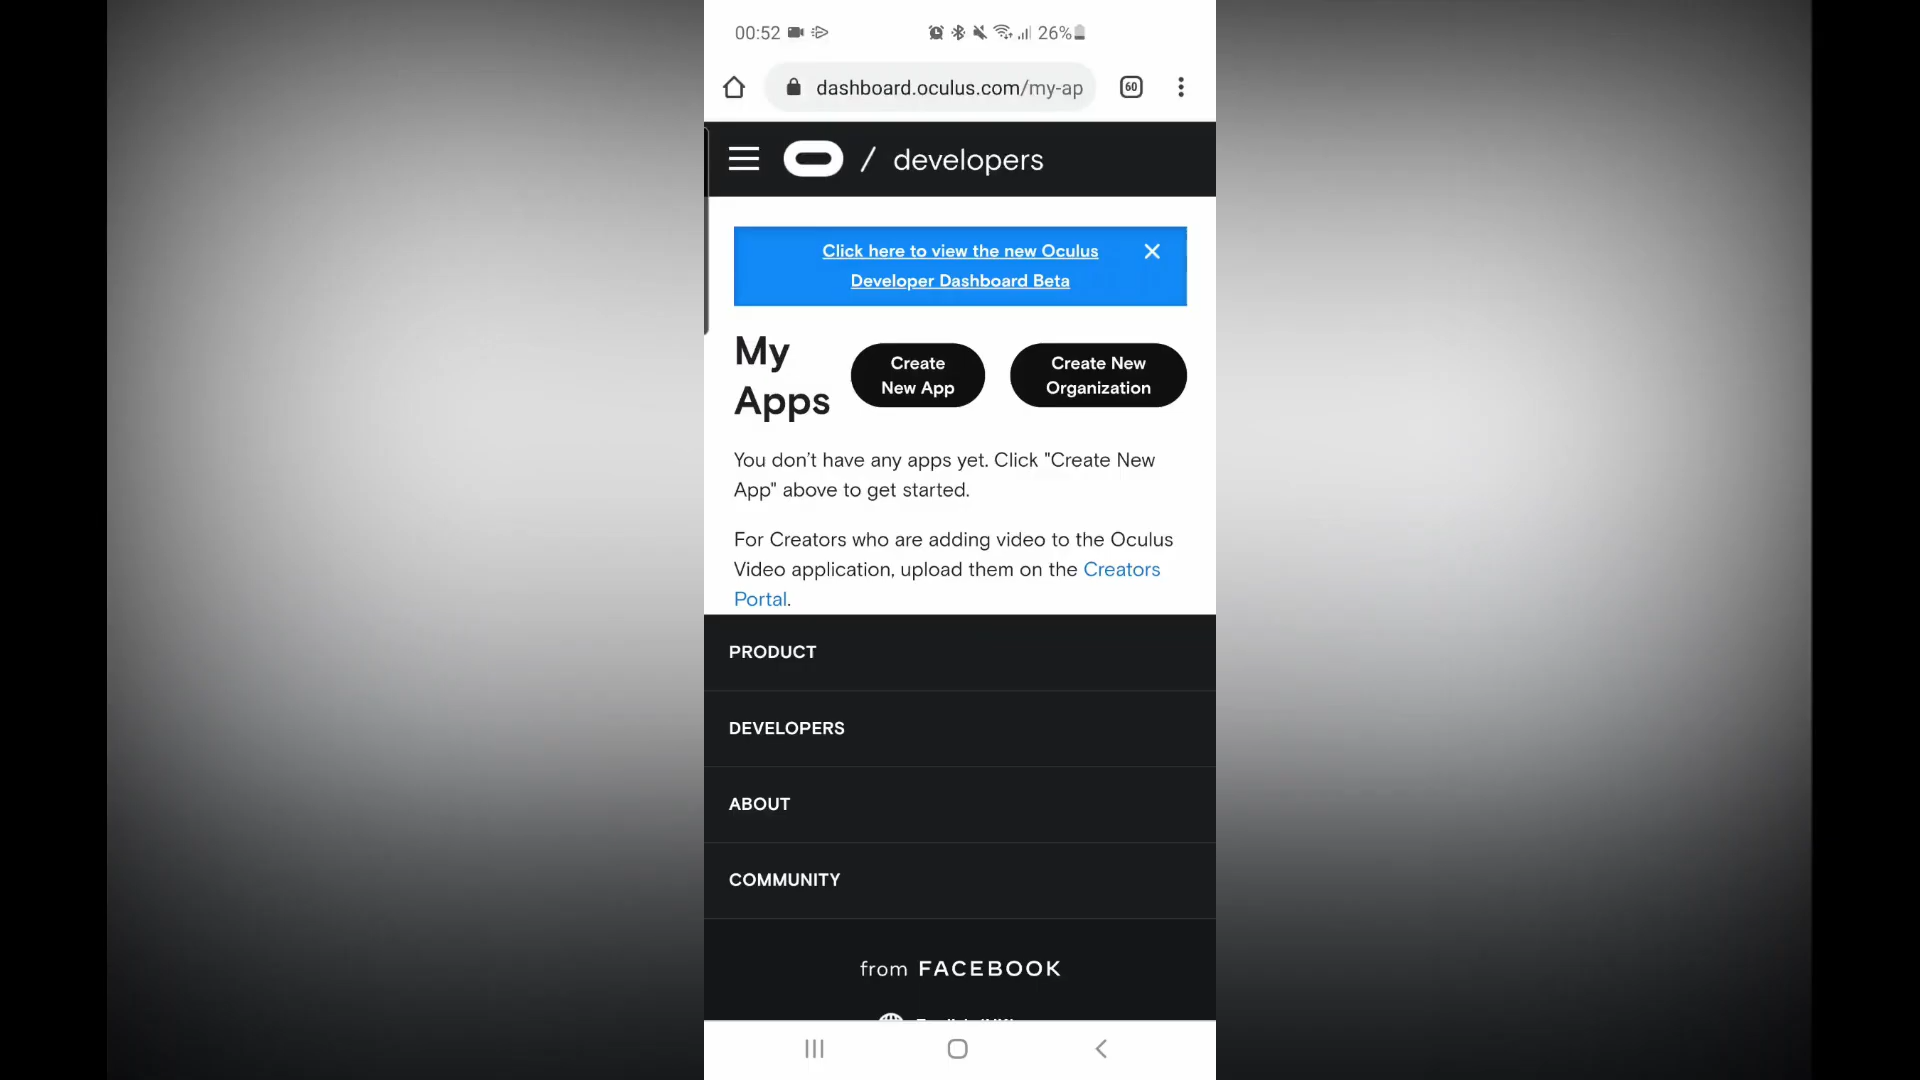 00:52 26%
dashboard.oculus.com/my-ap 60
/ developers
Click here to view the new Oculus
Developer Dashboard Beta
My
Apps
Create
New App
Create New
Organization
You don't have any apps yet. Click "Create New
App" above to get started.
For Creators who are adding video to the Oculus
Video application, upload them on the Creators
Portal.
PRODUCT
DEVELOPERS
ABOUT
COMMUNITY
from FACEBOOK